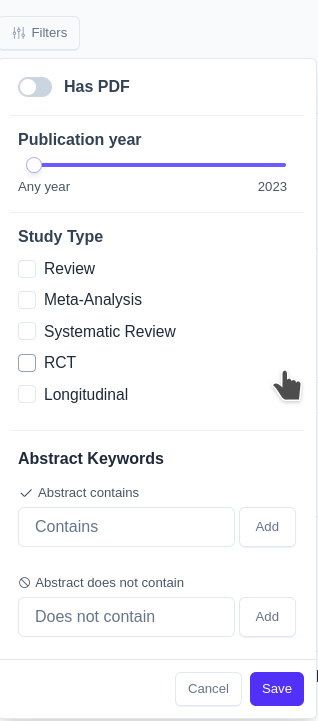 Filters
Has PDF
Publication year
Any year 2023
Study Type
Review
Meta-Analysis
Systematic Review
RCT
Longitudinal
Abstract Keywords
Abstract contains
Contains Add
Abstract does not contain
Does not contain Add
Cancel Save